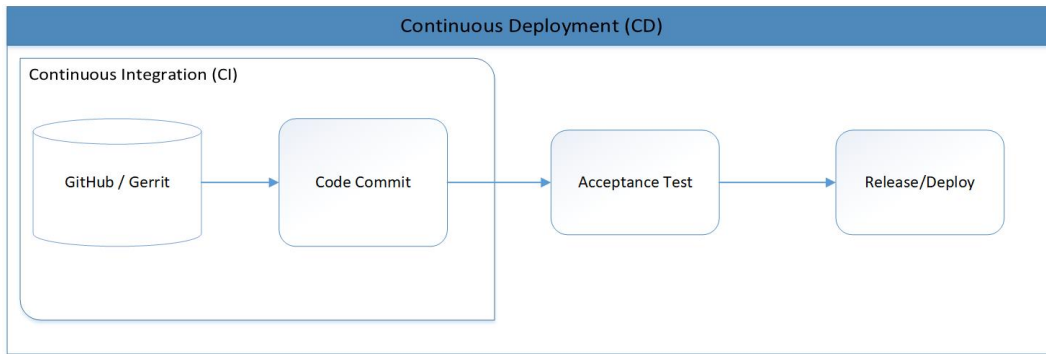 Continuous Deployment (CD)
Continuous Integration (CI)
GitHub / Gerrit
Code Commit
Acceptance Test
Release/Deploy